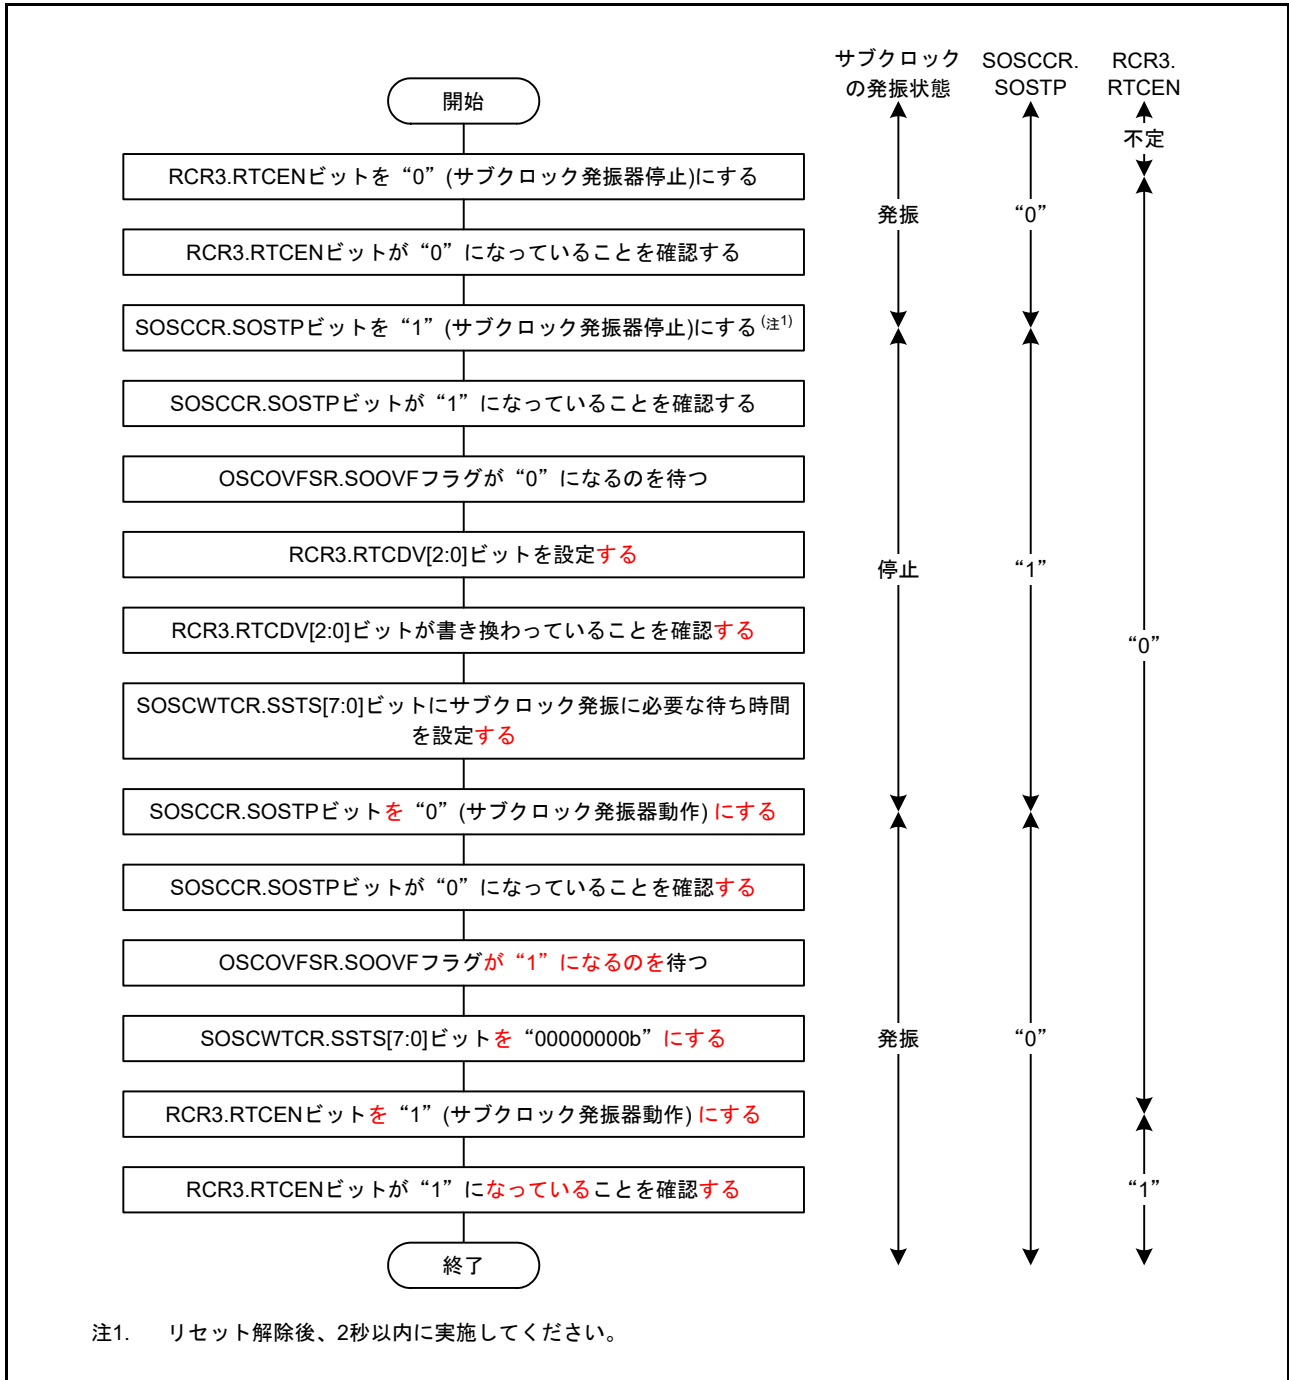 サブクロック
の発振状態
SOSCCR.
SOSTP
RCR3.
RTCEN
開始
不定
RCR3.RTCENビットを“0”(サブクロック発振器停止)にする
発振
“0”
RCR3.RTCENビットが“0”になっていることを確認する
SOSCCR.SOSTPビットを“1”(サブクロック発振器停止)にする(注1)
SOSCCR.SOSTPビットが“1”になっていることを確認する
OSCOVFSR.SOOVFフラグが“0”になるのを待つ
RCR3.RTCDV[2:0]ビットを設定する
停止
“1”
RCR3.RTCDV[2:0]ビットが書き換わっていることを確認する
“0”
SOSCWTCR.SSTS[7:0]ビットにサブクロック発振に必要な待ち時間
を設定する
SOSCCR.SOSTPビットを“0”(サブクロック発振器動作)にする
SOSCCR.SOSTPビットが“0”になっていることを確認する
OSCOVFSR.SOOVFフラグが“1”になるのを待つ
SOSCWTCR.SSTS[7:0]ビットを“00000000b”にする
発振
“0”
RCR3.RTCENビットを“1”(サブクロック発振器動作)にする
RCR3.RTCENビットが“1”になっていることを確認する
“1”
終了
注1. リセット解除後、2秒以内に実施してください。